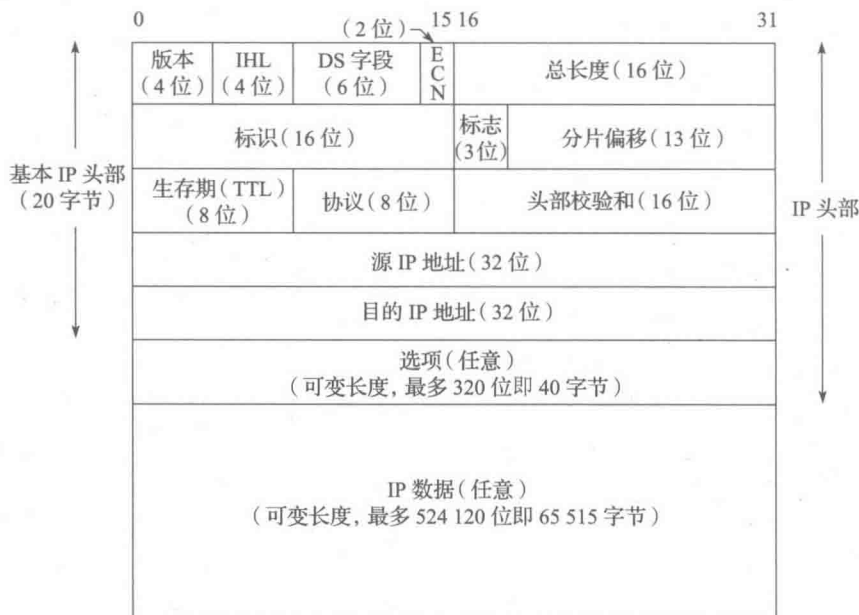 0
(2位)
15 16
31
版本
(4位)
IHL
(4位)
DS 字段
(6位)
E
C
N
总长度(16位)
标识(16位)
标志
(3位)
分片偏移(13位)
基本 IP 头部
(20字节)
生存期(TTL)
(8位)
协议(8位)
头部校验和(16位)
IP 头部
源 IP 地址(32位)
目的 IP 地址(32位)
选项(任意)
(可变长度, 最多 320 位即 40 字节)
IP 数据(任意)
(可变长度, 最多 524 120 位即 65 515 字节)